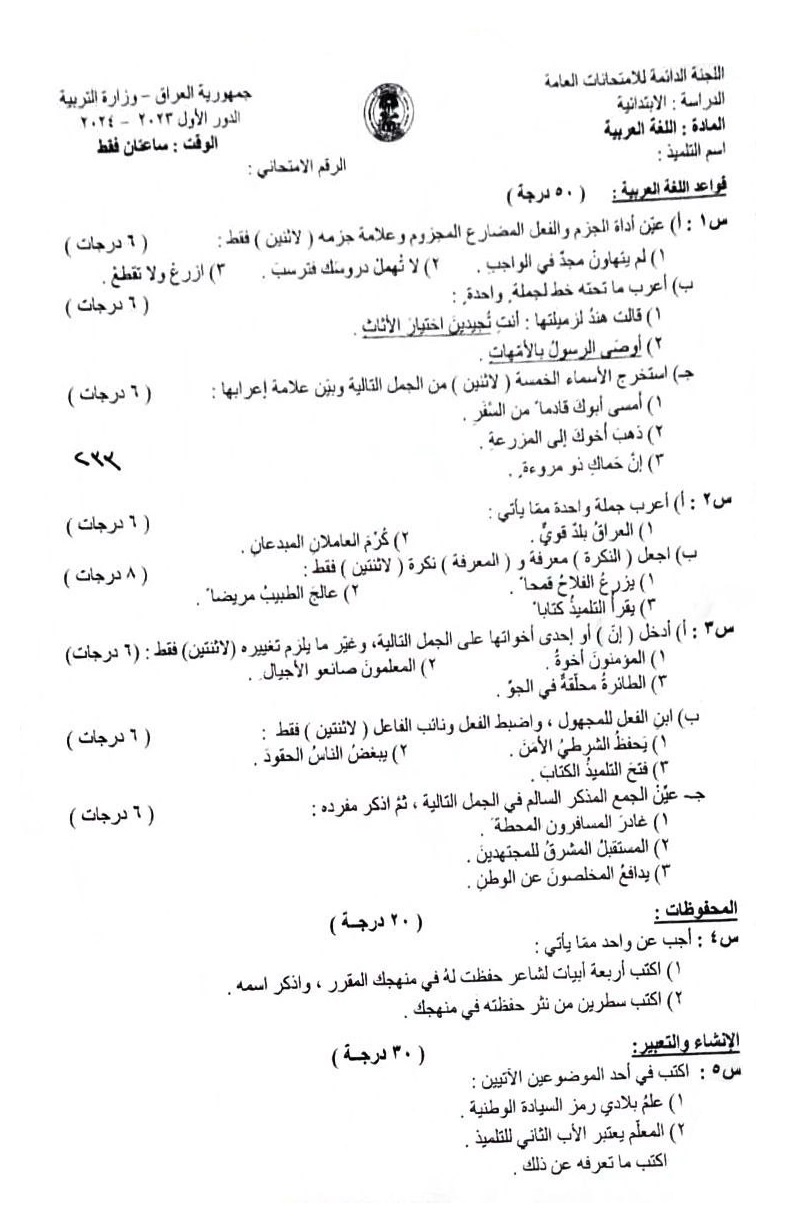 اللجنة الدائمة للامتحانات العامة
الدراسة : الابتدائية
المادة : اللغة العربية
اسم التلميذ :
جمهورية العراق - وزارة التربية
الدور الأول ٢٠٢٣ - ٢٠٢٤
الوقت : ساعتان فقط
الرقم الامتحاني :
قواعد اللغة العربية : ( ٥٠ درجة )
س١ : أ) عيّن أداة الجزم والفعل المضارع المجزوم وعلامة جزمه ( لاثنين ) فقط : ( ٦ درجات )
١) لم يتهاونْ مجدٌ في الواجبِ . ٢) لا تُهملْ دروسَك فترسبَ . ٣) ازرعْ ولا تقطعْ .
ب) أعرب ما تحته خط لجملةٍ واحدةٍ : ( ٦ درجات )
١) قالت هندُ لزميلتها : أنتِ تُجيدينَ اختيارَ الأثاثِ .
٢) أوصَى الرسولُ بالأمّهاتِ .
جـ) استخرج الأسماء الخمسة ( لاثنين ) من الجمل التالية وبيّن علامة إعرابها : ( ٦ درجات )
١) أمسى أبوكَ قادماً من السَّفَرِ .
٢) ذهبَ أخوكَ إلى المزرعةِ .
٣) إنّ حَماكِ ذو مروءةٍ .
٢٣٣
س٢ : أ) أعرب جملة واحدة ممّا يأتي : ( ٦ درجات )
١) العراقُ بلدٌ قويٌّ . ٢) كُرِّمَ العاملانِ المبدعانِ .
ب) اجعل ( النكرة ) معرفة و ( المعرفة ) نكرة ( لاثنتين ) فقط : ( ٨ درجات )
١) يزرعُ الفلاحُ قمحاً . ٢) عالجَ الطبيبُ مريضاً .
٣) يقرأُ التلميذُ كتاباً
س٣ : أ) أدخل ( إنّ ) أو إحدى أخواتها على الجمل التالية، وغيّر ما يلزم تغييره (لاثنتين) فقط : (٦ درجات)
١) المؤمنونَ أخوةُ . ٢) المعلمونَ صانعو الأجيالِ .
٣) الطائرةُ محلّقةٌ في الجوِّ .
ب) ابنِ الفعل للمجهول ، واضبط الفعل ونائب الفاعل ( لاثنتين ) فقط : ( ٦ درجات )
١) يَحفظُ الشرطيُ الأمنَ . ٢) يبغضُ الناسُ الحقودَ .
٣) فتحَ التلميذُ الكتابَ .
جـ عيّنْ الجمع المذكر السالم في الجمل التالية ، ثمّ اذكر مفرده : ( ٦ درجات )
١) غادرَ المسافرون المحطةَ .
٢) المستقبلُ المشرقُ للمجتهدينَ .
٣) يدافعُ المخلصونَ عن الوطنِ .
المحفوظات : ( ٢٠ درجـة )
س٤ : أجب عن واحد ممّا يأتي :
١) اكتب أربعة أبيات لشاعر حفظت لهُ في منهجك المقرر ، واذكر اسمه .
٢) اكتب سطرين من نثر حفظته في منهجك .
الإنشاء والتعبير: ( ٣٠ درجـة )
س٥ : اكتب في أحد الموضوعين الآتيين :
١) علمُ بلادي رمز السيادة الوطنية .
٢) المعلّم يعتبر الأب الثاني للتلميذ .
اكتب ما تعرفه عن ذلك .